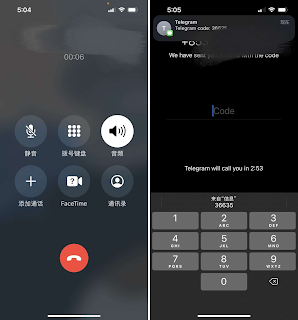 5:04
00:06
静音
拨号键盘
音频
添加通话
FaceTime
通讯录
5:05
Telegram
现在
Telegram code:
We have sent you
with the code
Code
Telegram will call you in 2:53
来自“信息”
36635
1
2
ABC
3
DEF
4
GHI
5
JKL
6
MNO
7
PQRS
8
TUV
9
WXYZ
0